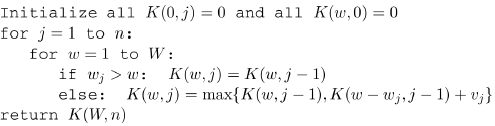 Initialize all K(0, j) = 0 and all K(w, 0) = 0
for j = 1 to n:
for w = 1 to W:
if w_j > w: K(w, j) = K(w, j − 1)
else: K(w, j) = max{K(w, j − 1), K(w − w_j, j − 1) + v_j}
return K(W, n)